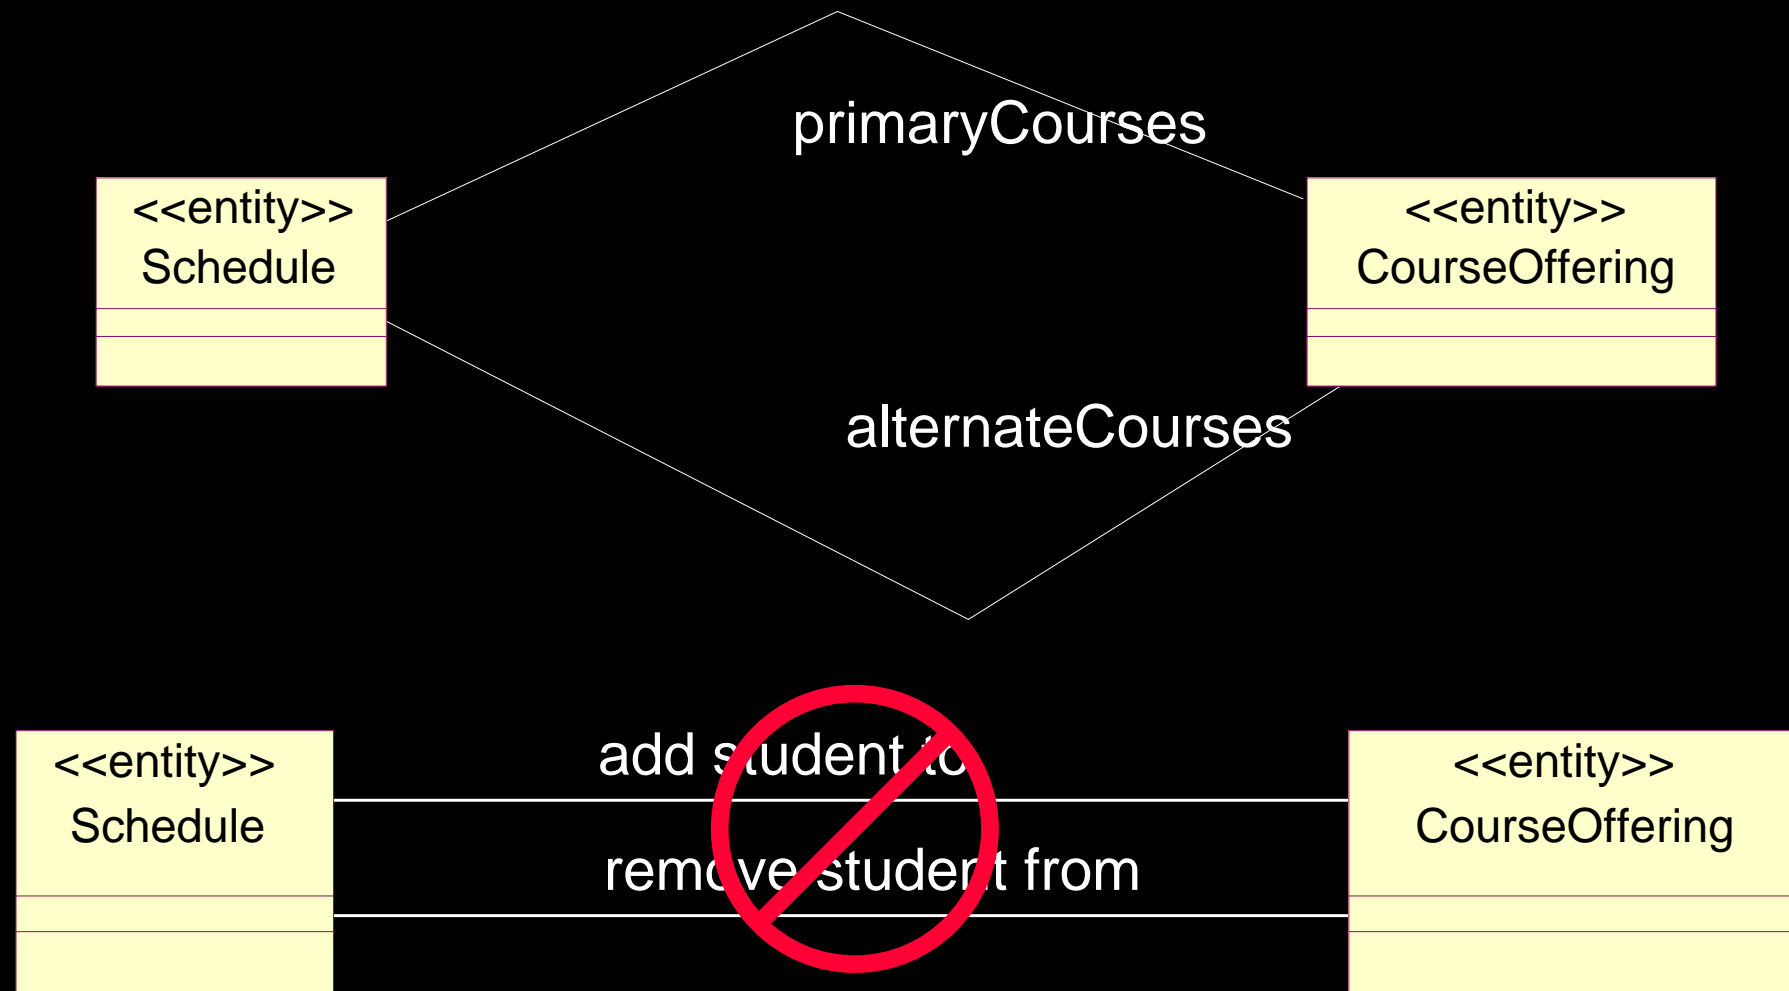 primaryCourses
<<entity>>
Schedule
<<entity>>
CourseOffering
alternateCourses
add student to
<<entity>>
Schedule
<<entity>>
CourseOffering
remove student from